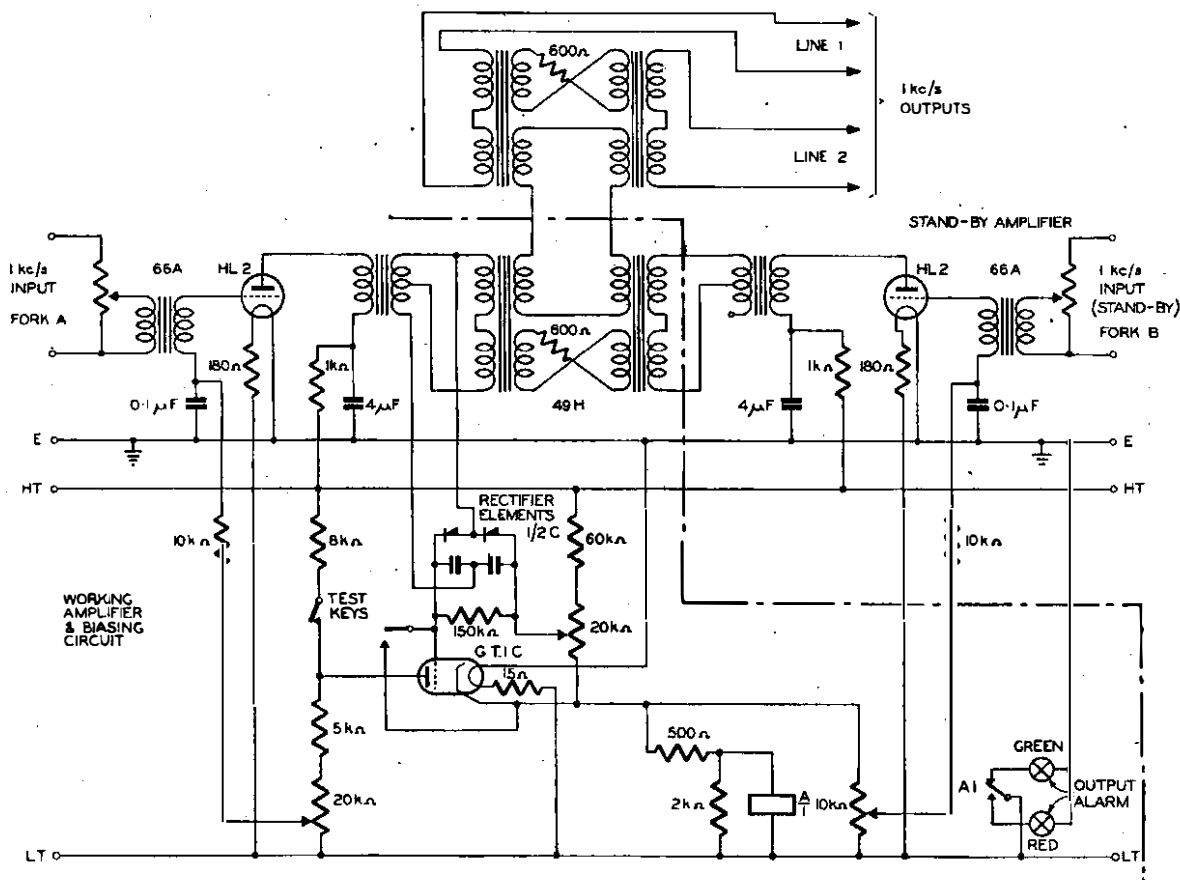 LINE 1
1 kc/s
OUTPUTS
LINE 2
600Ω
STAND-BY AMPLIFIER
1 kc/s
INPUT
FORK A
66A
HL 2
HL2
66A
1 kc/s
INPUT
(STAND-BY)
FORK B
180Ω
1kΩ
600Ω
1kΩ
180Ω
0·1μF
4μF
49H
4μF
0·1μF
E
E
HT
HT
RECTIFIER
ELEMENTS
1/2C
10kΩ
8kΩ
60kΩ
10kΩ
WORKING
AMPLIFIER
& BIASING
CIRCUIT
TEST
KEYS
150kΩ
20kΩ
G.T.1C
15Ω
5kΩ
500Ω
GREEN
20kΩ
2kΩ
A/1
10kΩ
A1
OUTPUT
ALARM
RED
LT
LT